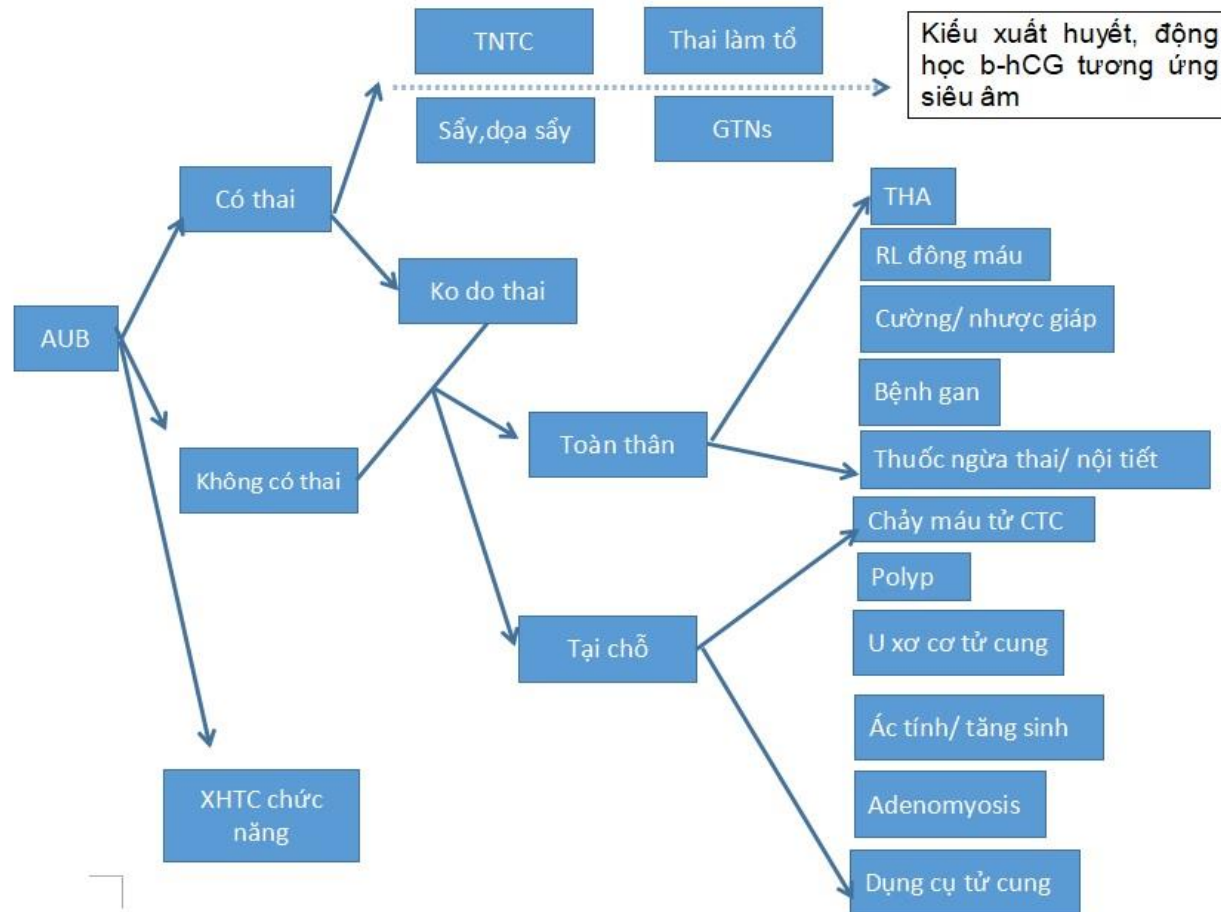 TNTC
Thai làm tổ
Kiểu xuất huyết, động
học b-hCG tương ứng
siêu âm
Sẩy,dọa sẩy
GTNs
Có thai
THA
RL đông máu
Ko do thai
Cường/ nhược giáp
AUB
Bệnh gan
Toàn thân
Thuốc ngừa thai/ nội tiết
Không có thai
Chảy máu tử CTC
Polyp
Tại chỗ
U xơ cơ tử cung
Ác tính/ tăng sinh
XHTC chức
năng
Adenomyosis
Dụng cụ tử cung